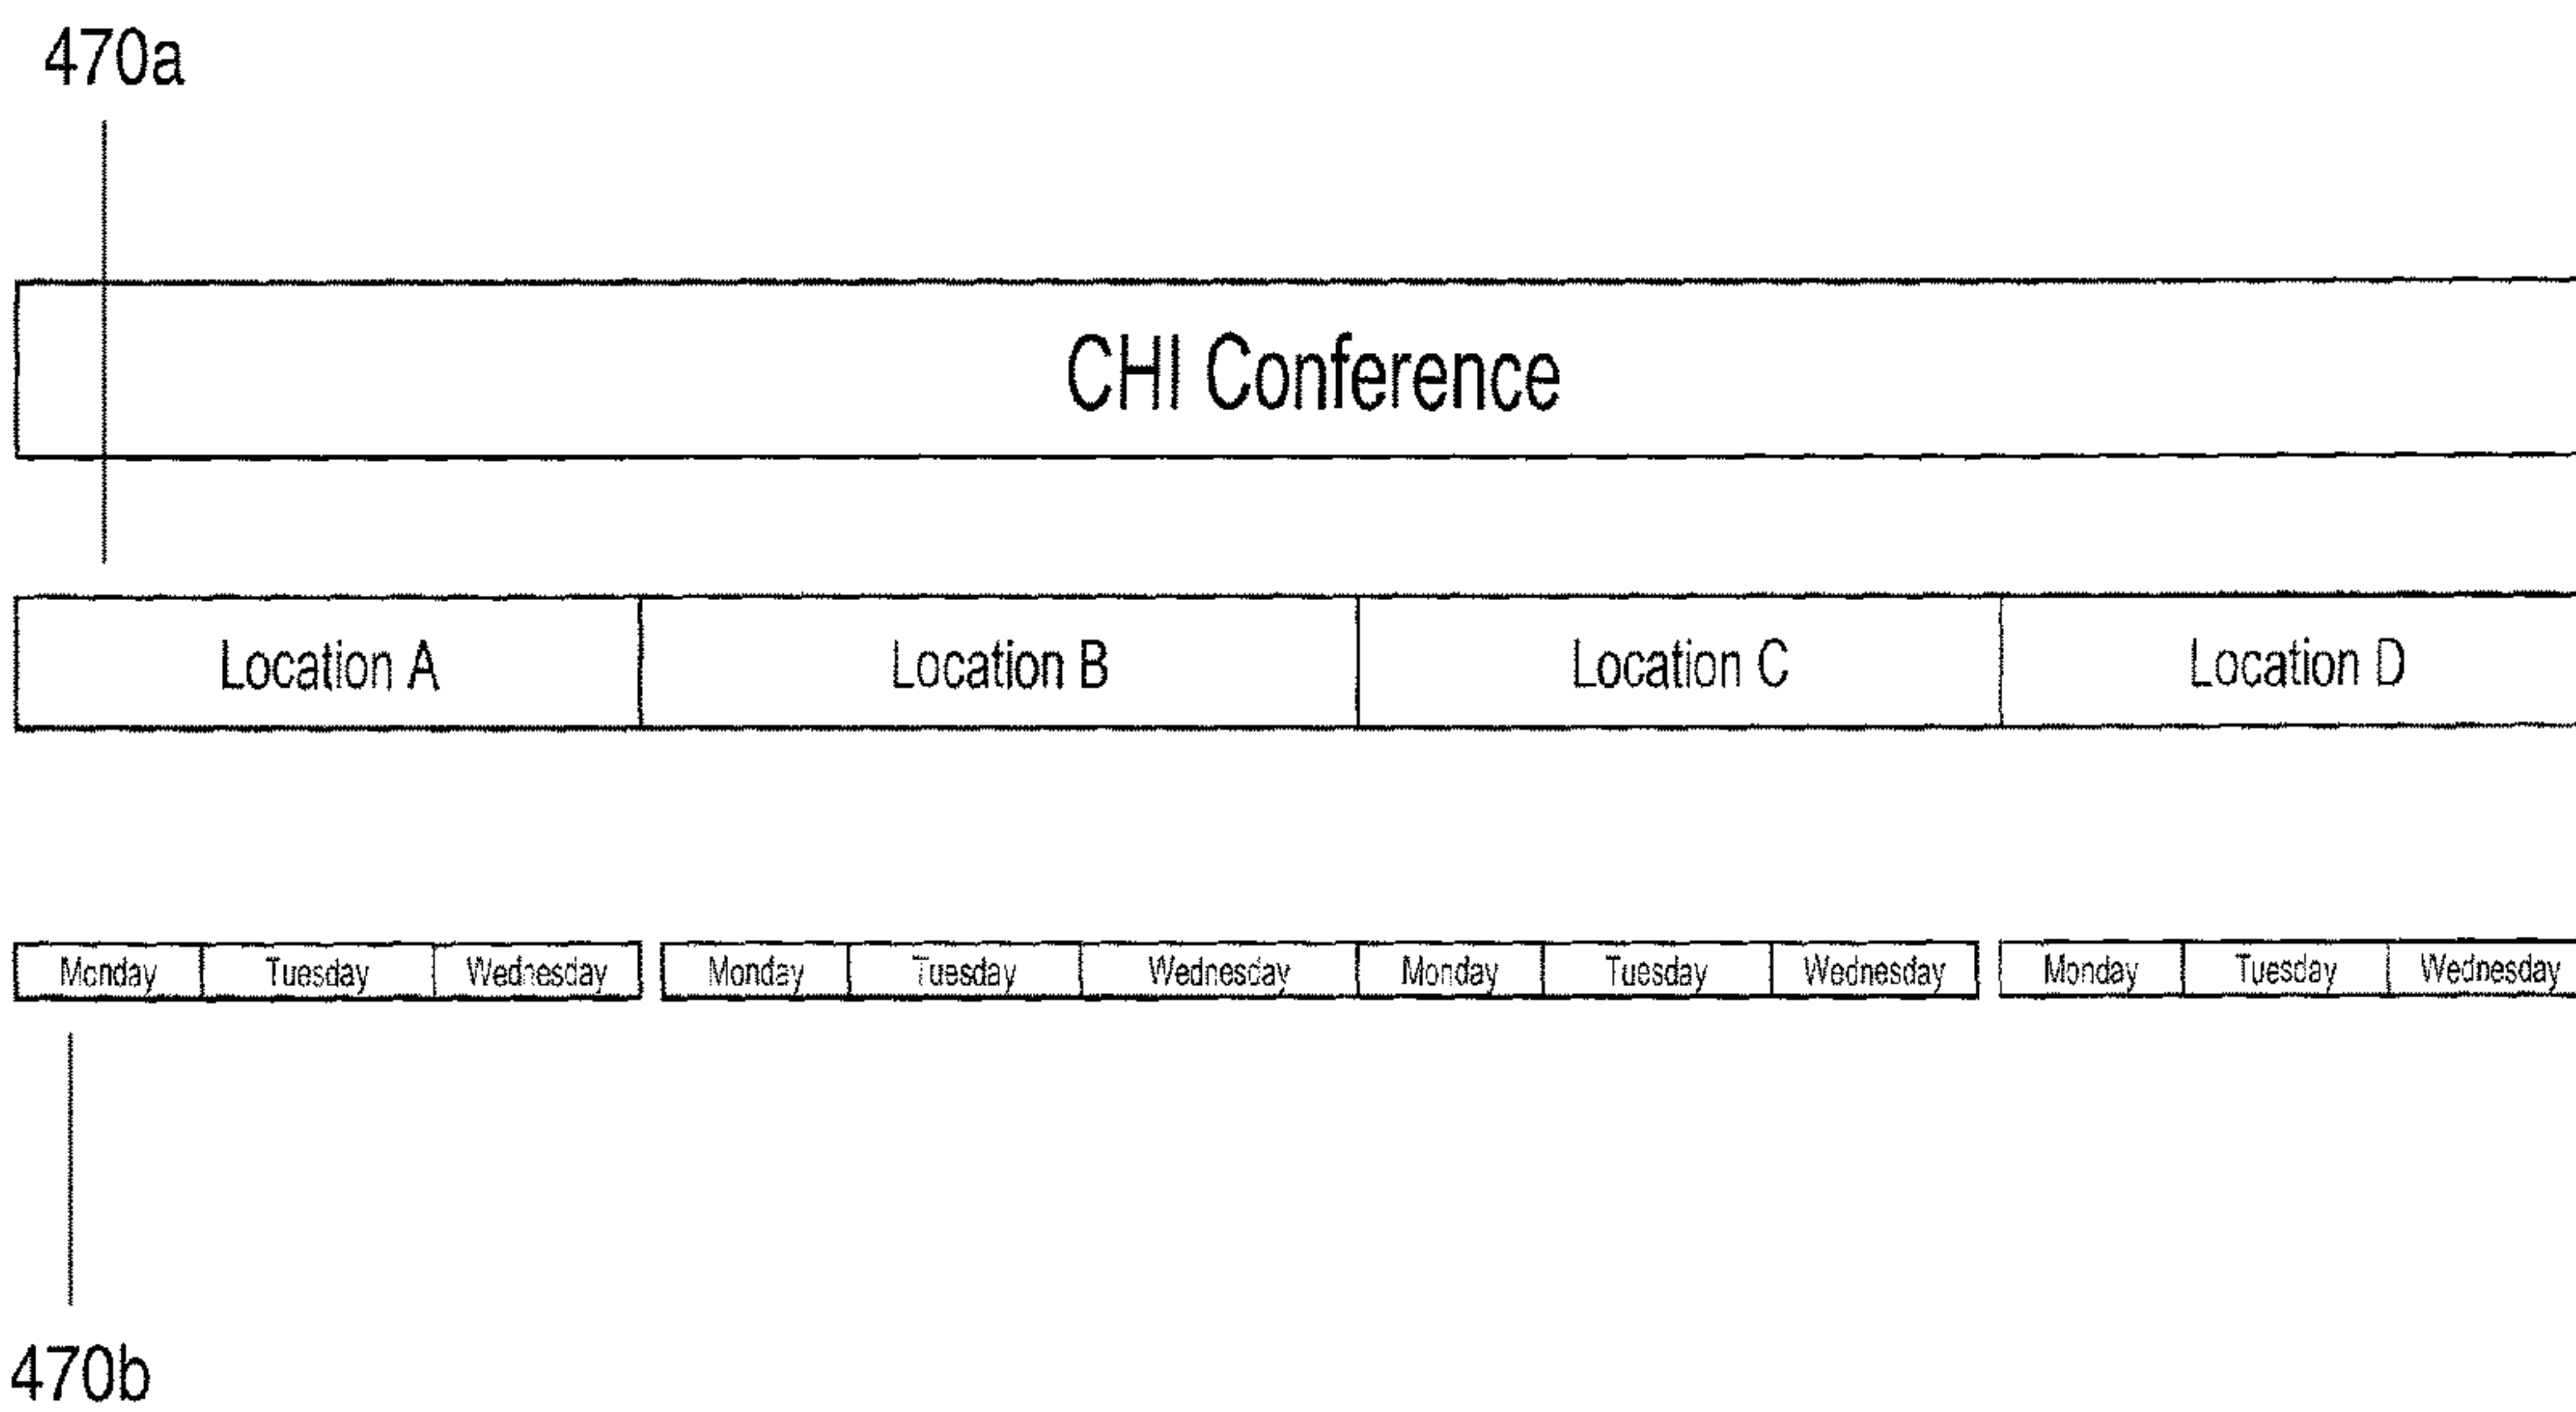 470a
CHI Conference
Location A Location B Location C Location D
Monday Tuesday Wednesday Monday Tuesday Wednesday Monday Tuesday Wednesday Monday Tuesday Wednesday
470b